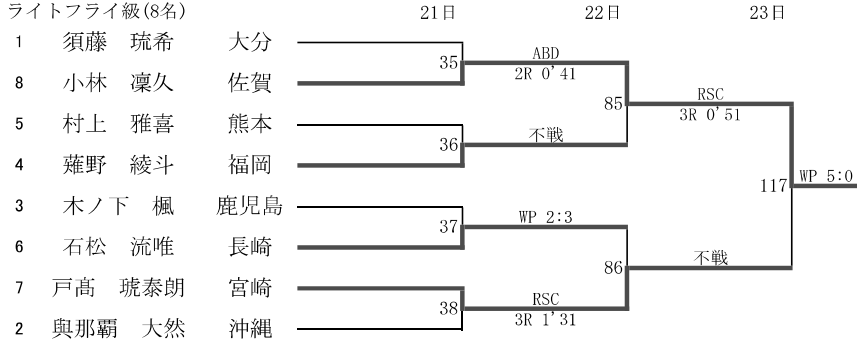 ライトフライ級(8名) 21日 22日 23日
1 須藤 琉希 大分
35 ABD
2R 0'41
8 小林 凜久 佐賀
85 RSC
3R 0'51
5 村上 雅喜 熊本
36 不戦
4 薙野 綾斗 福岡
117 WP 5:0
3 木ノ下 楓 鹿児島
37 WP 2:3
6 石松 流唯 長崎
86 不戦
7 戸髙 琥泰朗 宮崎
38 RSC
3R 1'31
2 與那覇 大然 沖縄